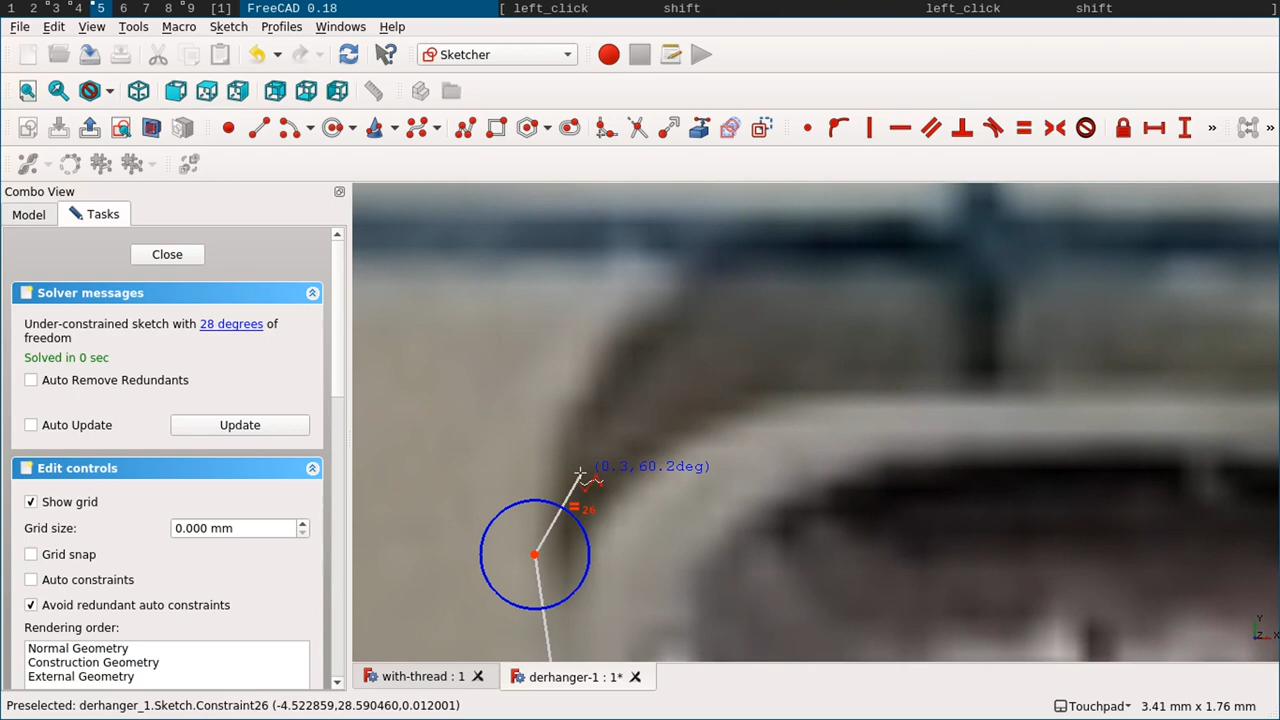 1 2 3 4 5 6 7 8 9 [1] FreeCAD 0.18 [ left_click shift left_click shift ]
File Edit View Tools Macro Sketch Profiles Windows Help
Sketcher
» »
Combo View
Model Tasks
Close
Solver messages
Under-constrained sketch with 28 degrees of
freedom
Solved in 0 sec
Auto Remove Redundants
Auto Update Update
Edit controls
Show grid
Grid size: 0.000 mm
Grid snap
Auto constraints
Avoid redundant auto constraints
Rendering order:
Normal Geometry
Construction Geometry
External Geometry
(0.3,60.2deg)
26
Y
Z X
with-thread : 1 derhanger-1 : 1*
Preselected: derhanger_1.Sketch.Constraint26 (-4.522859,28.590460,0.012001) Touchpad 3.41 mm x 1.76 mm